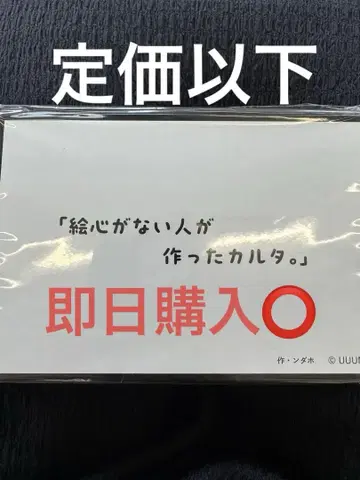 定価以下
「絵心がない人が
作ったカルタ。」
即日購入⭕
作・ンダホ © UUUM